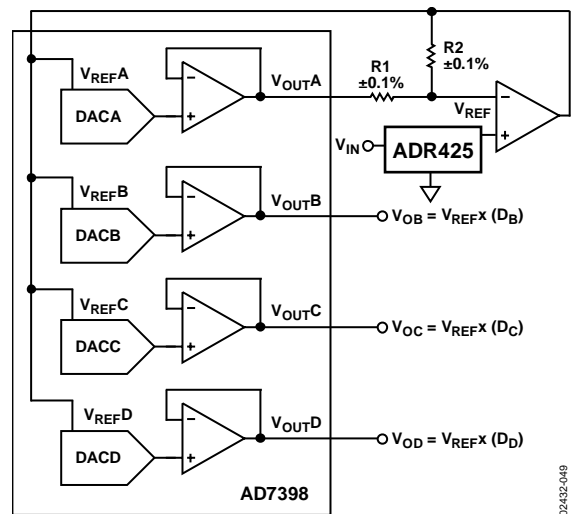 R2
±0.1%
R1
±0.1%
VREFA
VOUTA
DACA
−
+
VREF
−
+
VIN
ADR425
VREFB
VOUTB
DACB
−
+
VOB = VREF x (DB)
VREFC
VOUTC
DACC
−
+
VOC = VREF x (DC)
VREFD
VOUTD
DACD
−
+
VOD = VREF x (DD)
AD7398
02432-049